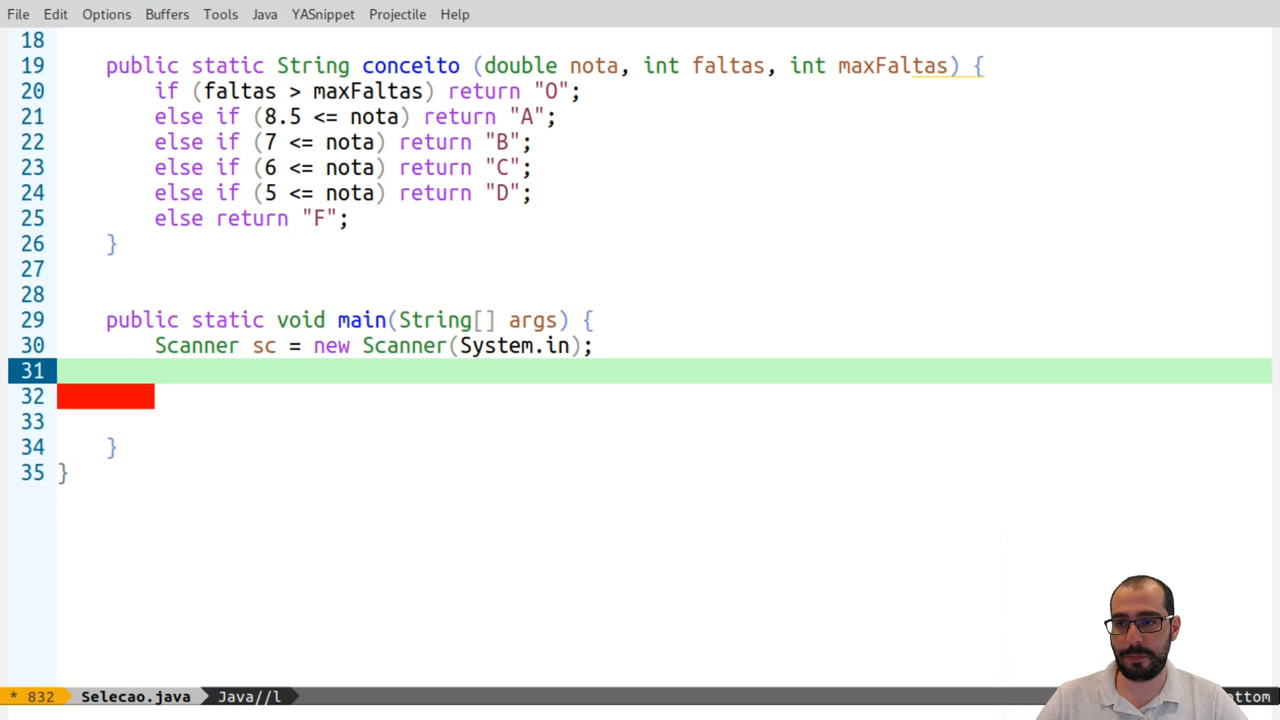 File Edit Options Buffers Tools Java YASnippet Projectile Help
18
19 public static String conceito (double nota, int faltas, int maxFaltas) {
20 if (faltas > maxFaltas) return "O";
21 else if (8.5 <= nota) return "A";
22 else if (7 <= nota) return "B";
23 else if (6 <= nota) return "C";
24 else if (5 <= nota) return "D";
25 else return "F";
26 }
27
28
29 public static void main(String[] args) {
30 Scanner sc = new Scanner(System.in);
31
32
33
34 }
35 }
* 832 Selecao.java Java//l